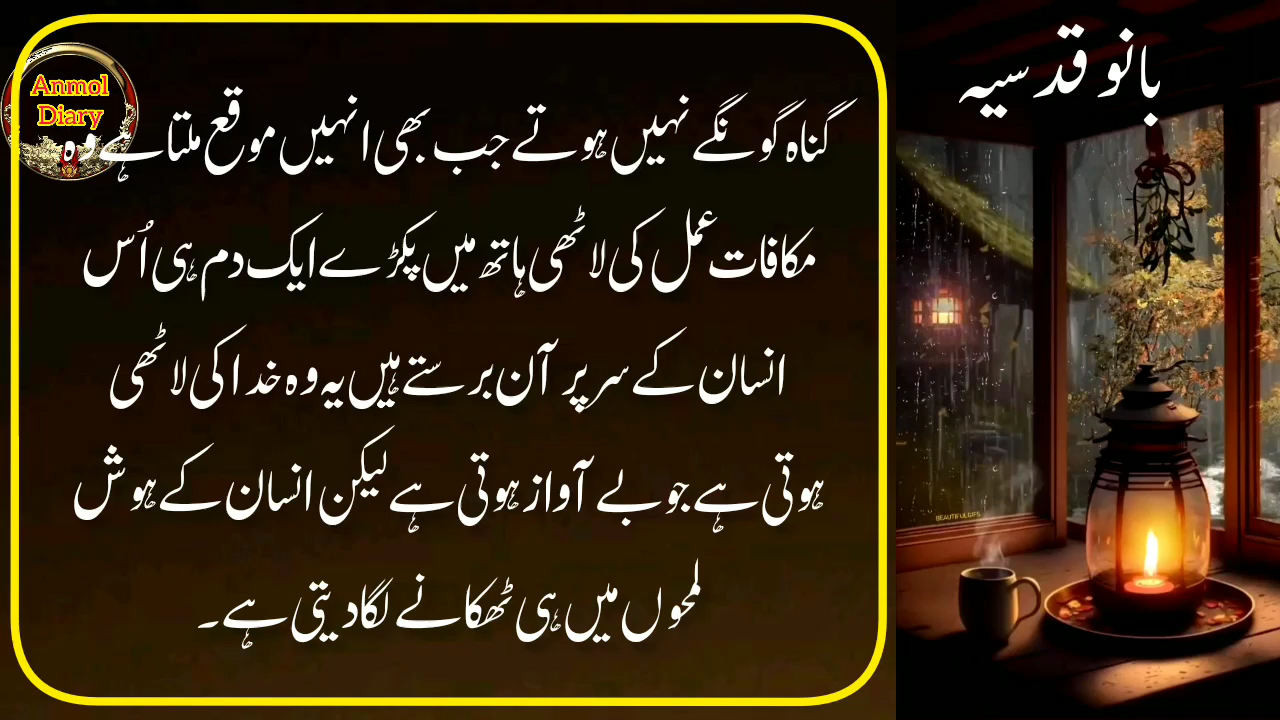 بانو قدسیہ
Anmol
Diary
گناہ گونگے نہیں ہوتے جب بھی انہیں موقع ملتا ہے وہ
مکافات عمل کی لاٹھی ہاتھ میں پکڑے ایک دم ہی اُس
انسان کے سر پر آن برستے ہیں یہ وہ خدا کی لاٹھی
ہوتی ہے جو بے آواز ہوتی ہے لیکن انسان کے ہوش
لمحوں میں ہی ٹھکانے لگا دیتی ہے۔
BEAUTIFULGIFS